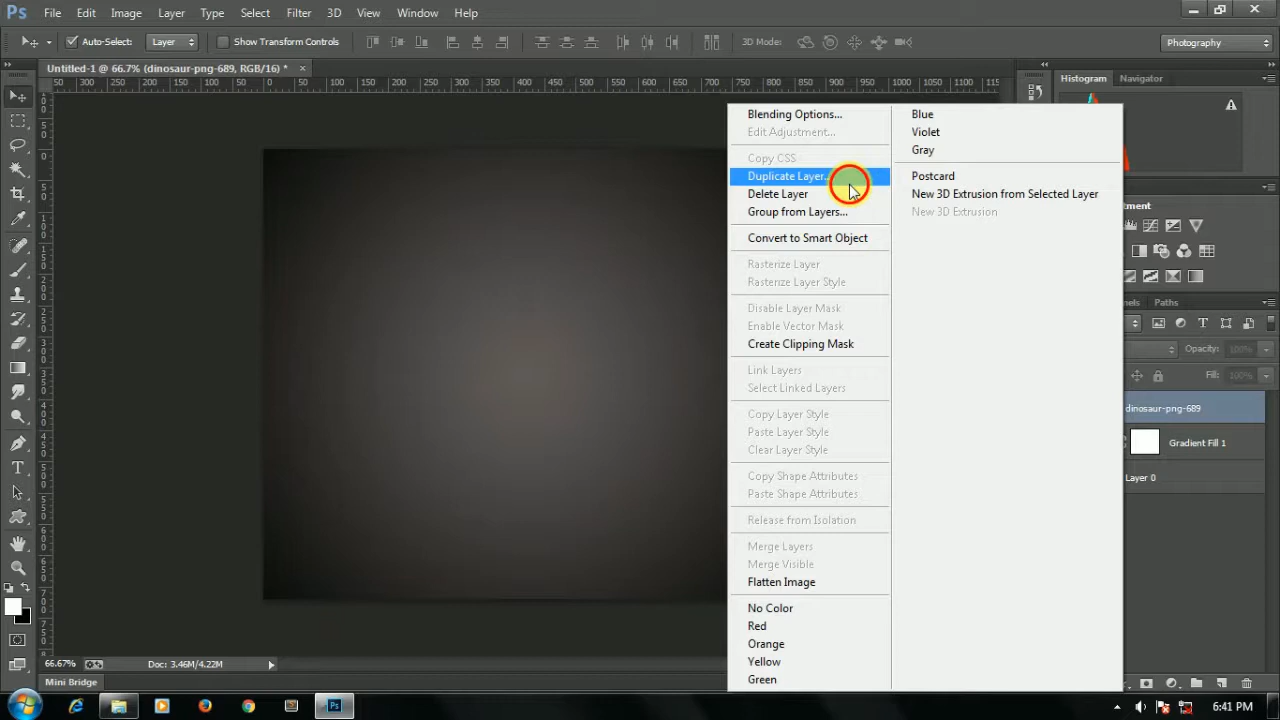 Ps File Edit Image Layer Type Select Filter 3D View Window Help
Auto-Select: Layer Show Transform Controls 3D Mode: Photography
Untitled-1 @ 66.7% (dinosaur-png-689, RGB/16) * ×
Histogram Navigator
Blending Options...
Edit Adjustment...
Copy CSS
Duplicate Layer...
Delete Layer
Group from Layers...
Convert to Smart Object
Rasterize Layer
Rasterize Layer Style
Disable Layer Mask
Enable Vector Mask
Create Clipping Mask
Link Layers
Select Linked Layers
Copy Layer Style
Paste Layer Style
Clear Layer Style
Copy Shape Attributes
Paste Shape Attributes
Release from Isolation
Merge Layers
Merge Visible
Flatten Image
No Color
Red
Orange
Yellow
Green
Blue
Violet
Gray
Postcard
New 3D Extrusion from Selected Layer
New 3D Extrusion
Paths
Opacity: 100%
Fill: 100%
dinosaur-png-689
Gradient Fill 1
Layer 0
66.67% Doc: 3.46M/4.22M
Mini Bridge
Ps
6:41 PM